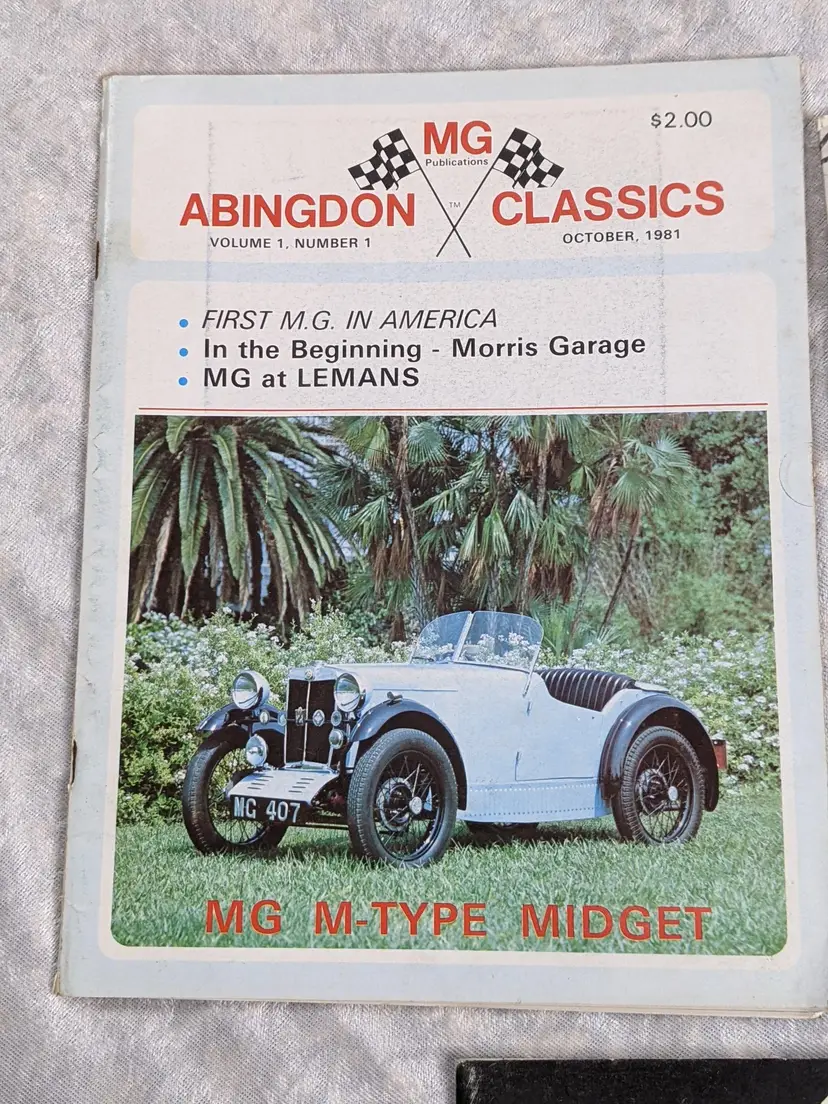 $2.00
MG
Publications
ABINGDON ™ CLASSICS
VOLUME 1, NUMBER 1
OCTOBER, 1981
• FIRST M.G. IN AMERICA
• In the Beginning - Morris Garage
• MG at LEMANS
MG 407
MG M-TYPE MIDGET